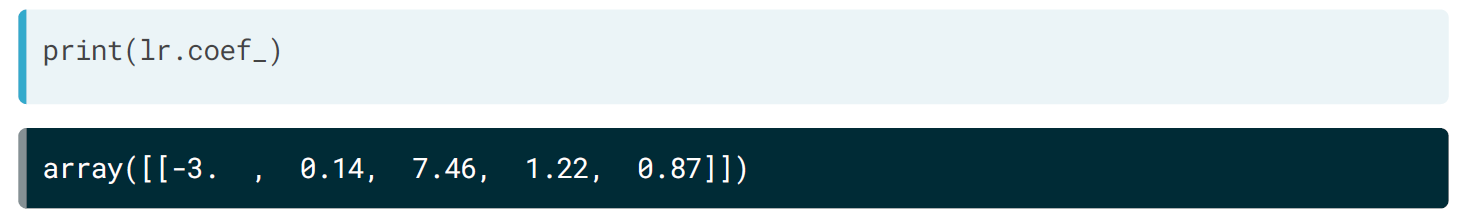 print(lr.coef_)
array([[-3.  ,  0.14,  7.46,  1.22,  0.87]])